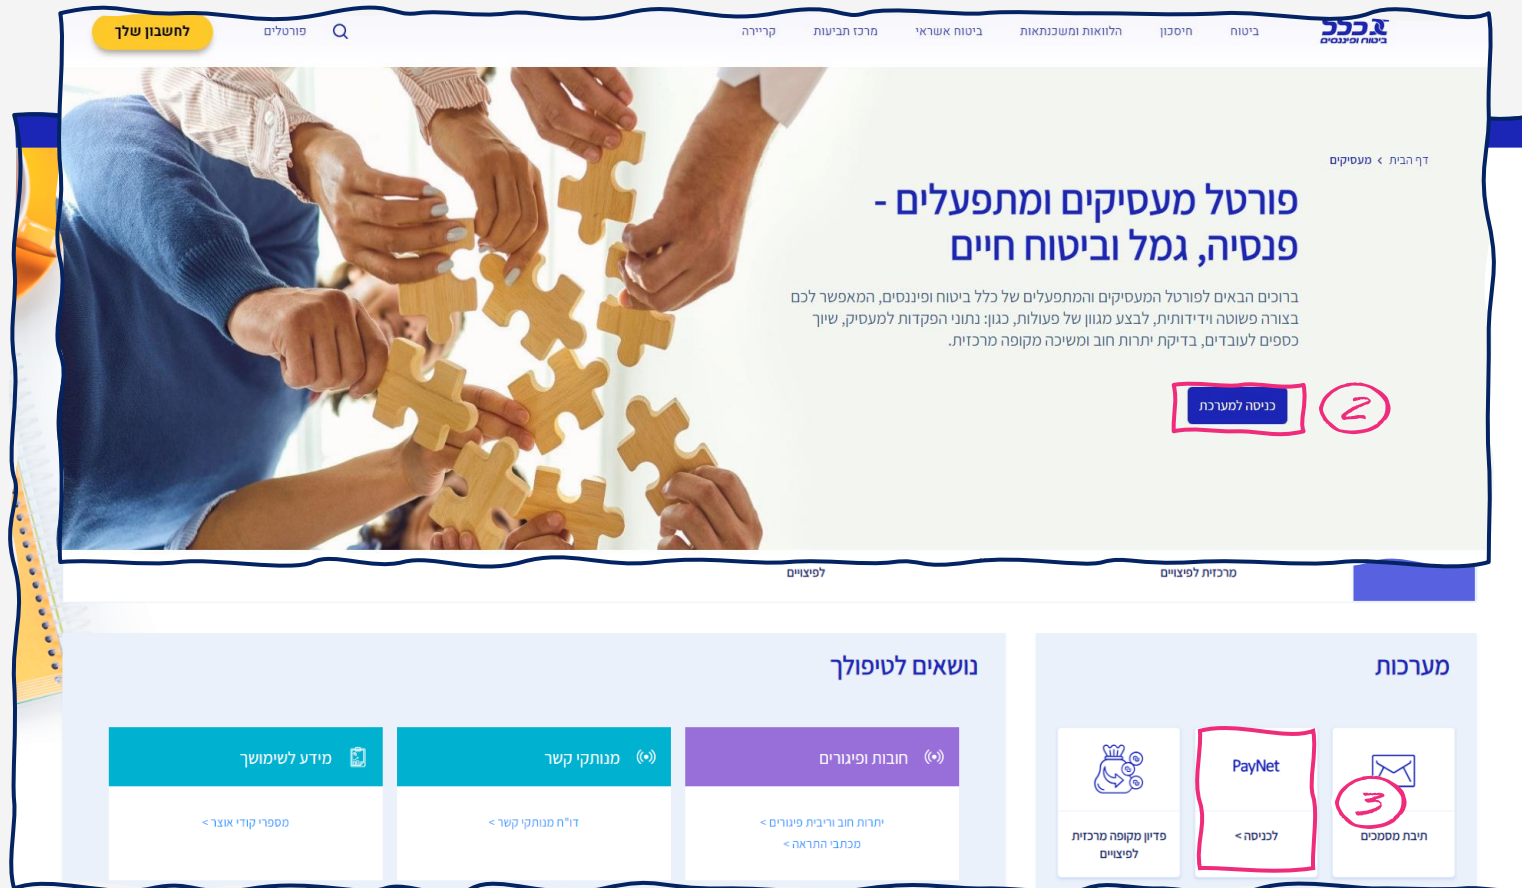 כלל
ביטוח ופיננסים
ביטוח
חיסכון
הלוואות ומשכנתאות
ביטוח אשראי
מרכז תביעות
קריירה
פורטלים
לחשבון שלך
דף הבית > מעסיקים
פורטל מעסיקים ומתפעלים -
פנסיה, גמל וביטוח חיים
ברוכים הבאים לפורטל המעסיקים והמתפעלים של כלל ביטוח ופיננסים, המאפשר לכם
בצורה פשוטה וידידותית, לבצע מגוון של פעולות, כגון: נתוני הפקדות למעסיק, שיוך
כספים לעובדים, בדיקת יתרות חוב ומשיכה מקופה מרכזית.
כניסה למערכת
2
מרכזית לפיצויים
לפיצויים
מערכות
תיבת מסמכים
3
PayNet
לכניסה >
פדיון מקופה מרכזית
לפיצויים
נושאים לטיפולך
חובות ופיגורים
יתרות חוב וריבית פיגורים >
מכתבי התראה >
מנותקי קשר
דו"ח מנותקי קשר >
מידע לשימושך
מספרי קודי אוצר >